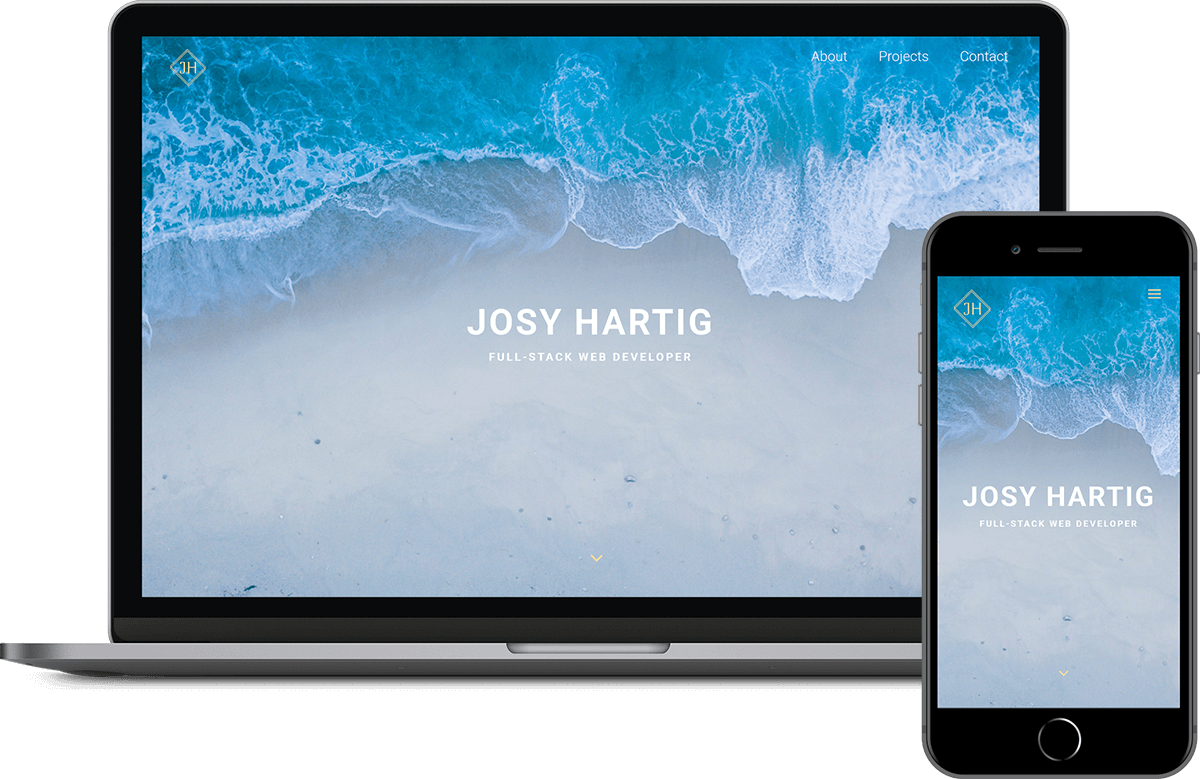 JH
About Projects Contact
JOSY HARTIG
FULL-STACK WEB DEVELOPER
JH
JOSY HARTIG
FULL-STACK WEB DEVELOPER